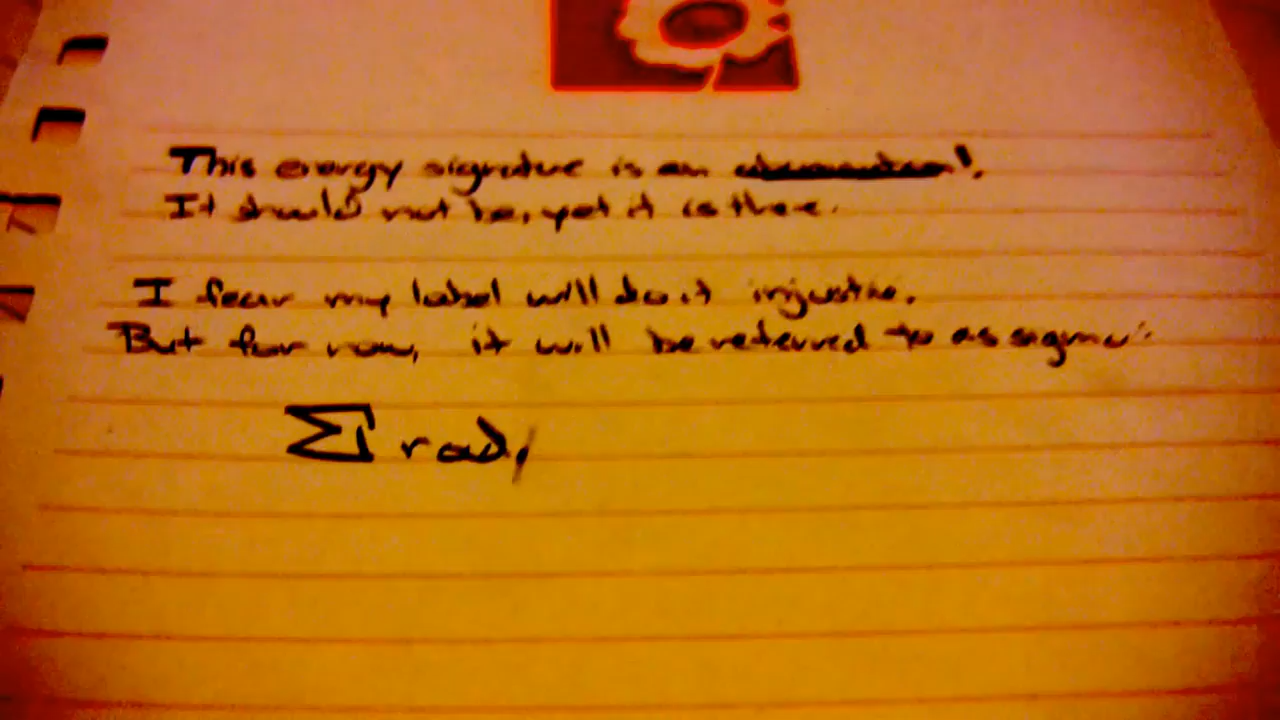 This energy signature is an
It should not be, yet it is there.
I fear my label will do it injustice.
But for now, it will be referred to as sigma:
Σ rad,